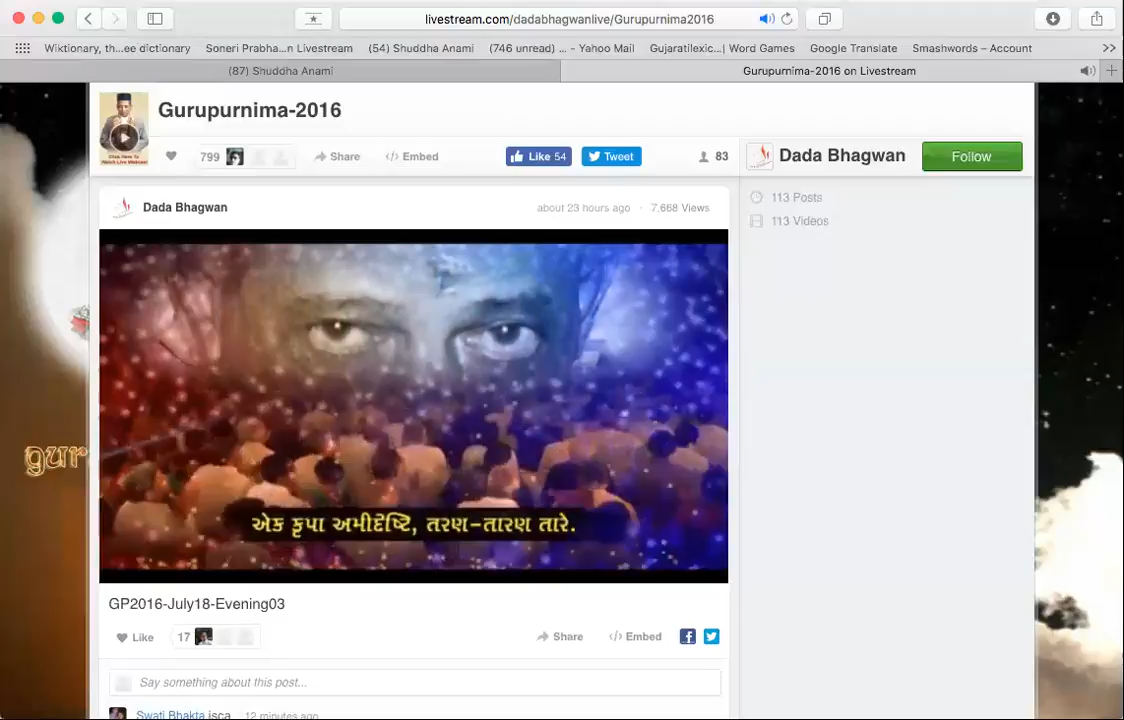 livestream.com/dadabhagwanlive/Gurupurnima2016
Wiktionary, th...ee dictionary
Soneri Prabha...n Livestream
(54) Shuddha Anami
(746 unread) ... - Yahoo Mail
Gujaratilexic...| Word Games
Google Translate
Smashwords – Account
>>
(87) Shuddha Anami
Gurupurnima-2016 on Livestream
Gurupurnima-2016
799
Share
Embed
Like 54
Tweet
83
Dada Bhagwan
Follow
113 Posts
113 Videos
Dada Bhagwan
about 23 hours ago · 7,668 Views
gur
એક કૃપા અમીદૃષ્ટિ, તરણ-તારણ તારે.
GP2016-July18-Evening03
Like
17
Share
Embed
Say something about this post...
Swati Bhakta isca 12 minutes ago